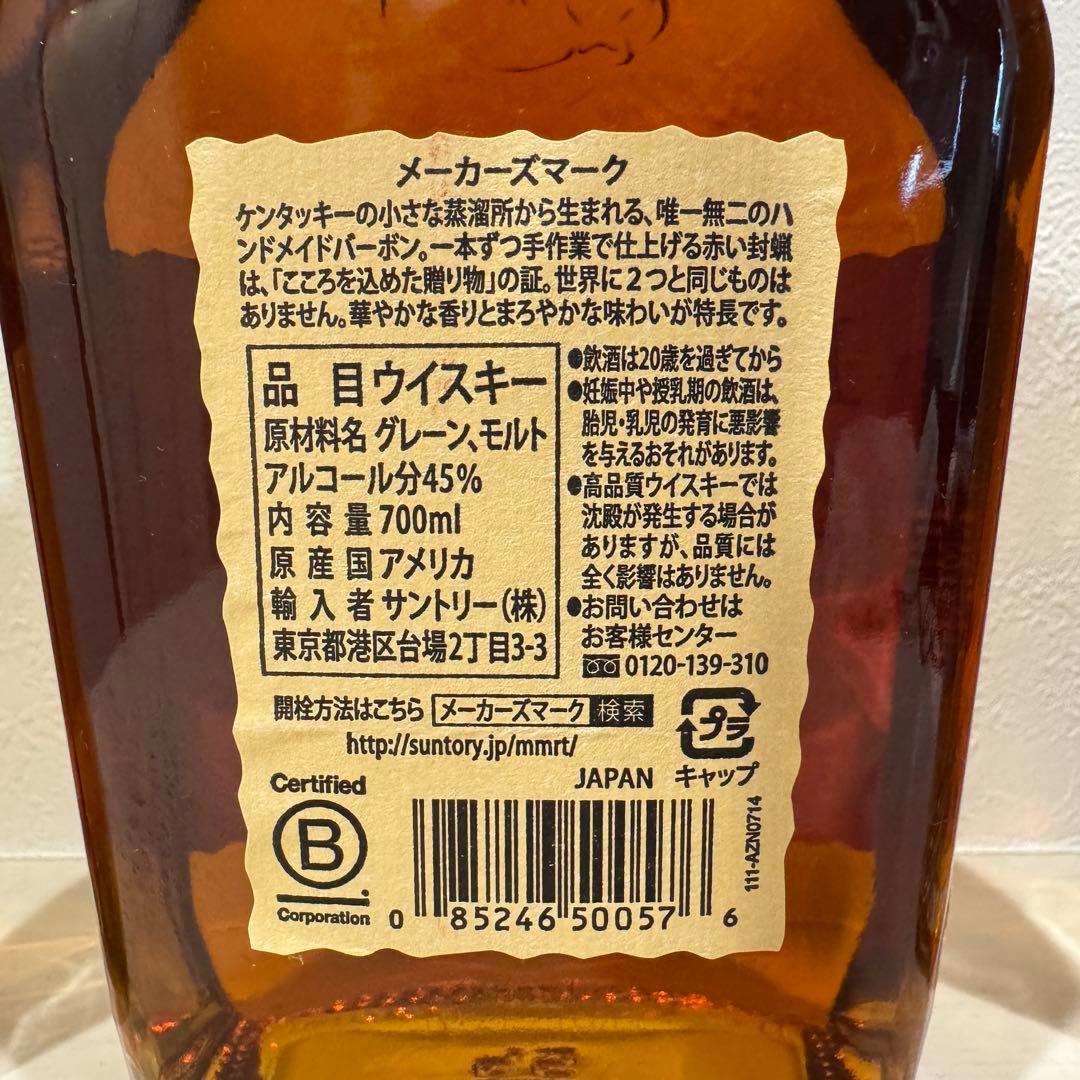 メーカーズマーク
ケンタッキーの小さな蒸溜所から生まれる、唯一無二のハ
ンドメイドバーボン。一本ずつ手作業で仕上げる赤い封蝋
は、「こころを込めた贈り物」の証。世界に2つと同じものは
ありません。華やかな香りとまろやかな味わいが特長です。
品 目 ウイスキー
原材料名 グレーン、モルト
アルコール分45%
内容量 700ml
原産国 アメリカ
輸入者 サントリー(株)
東京都港区台場2丁目3-3
●飲酒は20歳を過ぎてから
●妊娠中や授乳期の飲酒は、
胎児・乳児の発育に悪影響
を与えるおそれがあります。
●高品質ウイスキーでは
沈殿が発生する場合が
ありますが、品質には
全く影響はありません。
●お問い合わせは
お客様センター
0120-139-310
開栓方法はこちら メーカーズマーク 検索
http://suntory.jp/mmrt/
プラ
JAPAN キャップ
Certified
B
Corporation
0 85246 50057 6
111-AZN0714